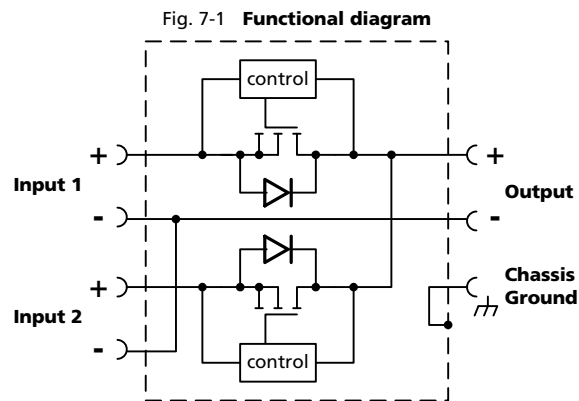 Fig. 7-1 Functional diagram
control
+
+
Input 1
Output
-
-
+
Chassis
Ground
Input 2
-
control